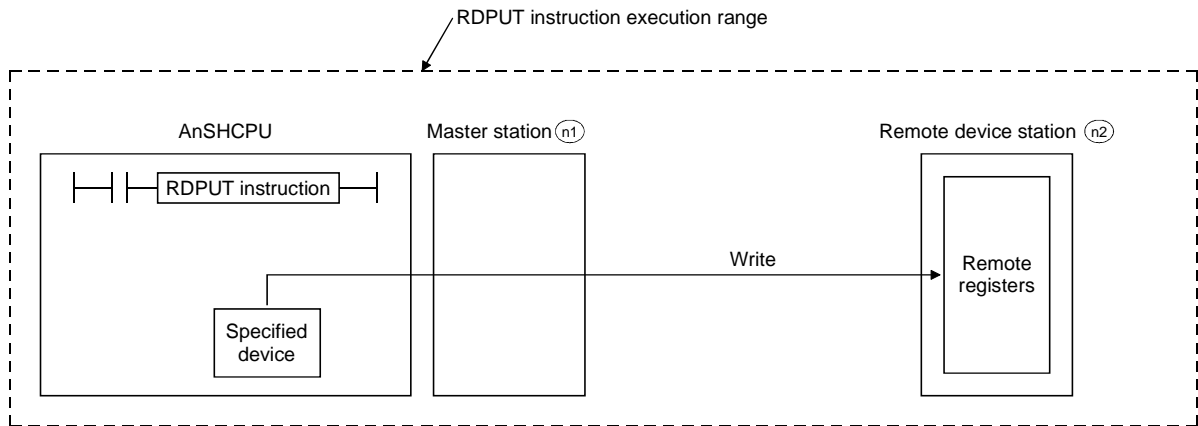 RDPUT instruction execution range
AnSHCPU
Master station n1
Remote device station n2
RDPUT instruction
Write
Remote
registers
Specified
device